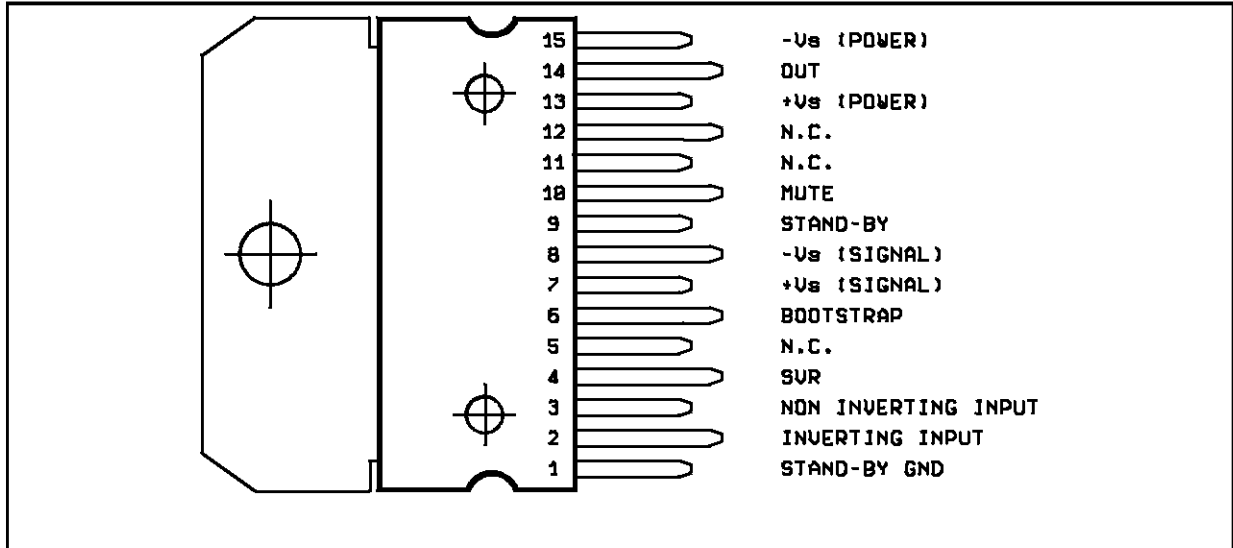 15 -Vs (POWER)
14 OUT
13 +Vs (POWER)
12 N.C.
11 N.C.
10 MUTE
9 STAND-BY
8 -Vs (SIGNAL)
7 +Vs (SIGNAL)
6 BOOTSTRAP
5 N.C.
4 SVR
3 NON INVERTING INPUT
2 INVERTING INPUT
1 STAND-BY GND